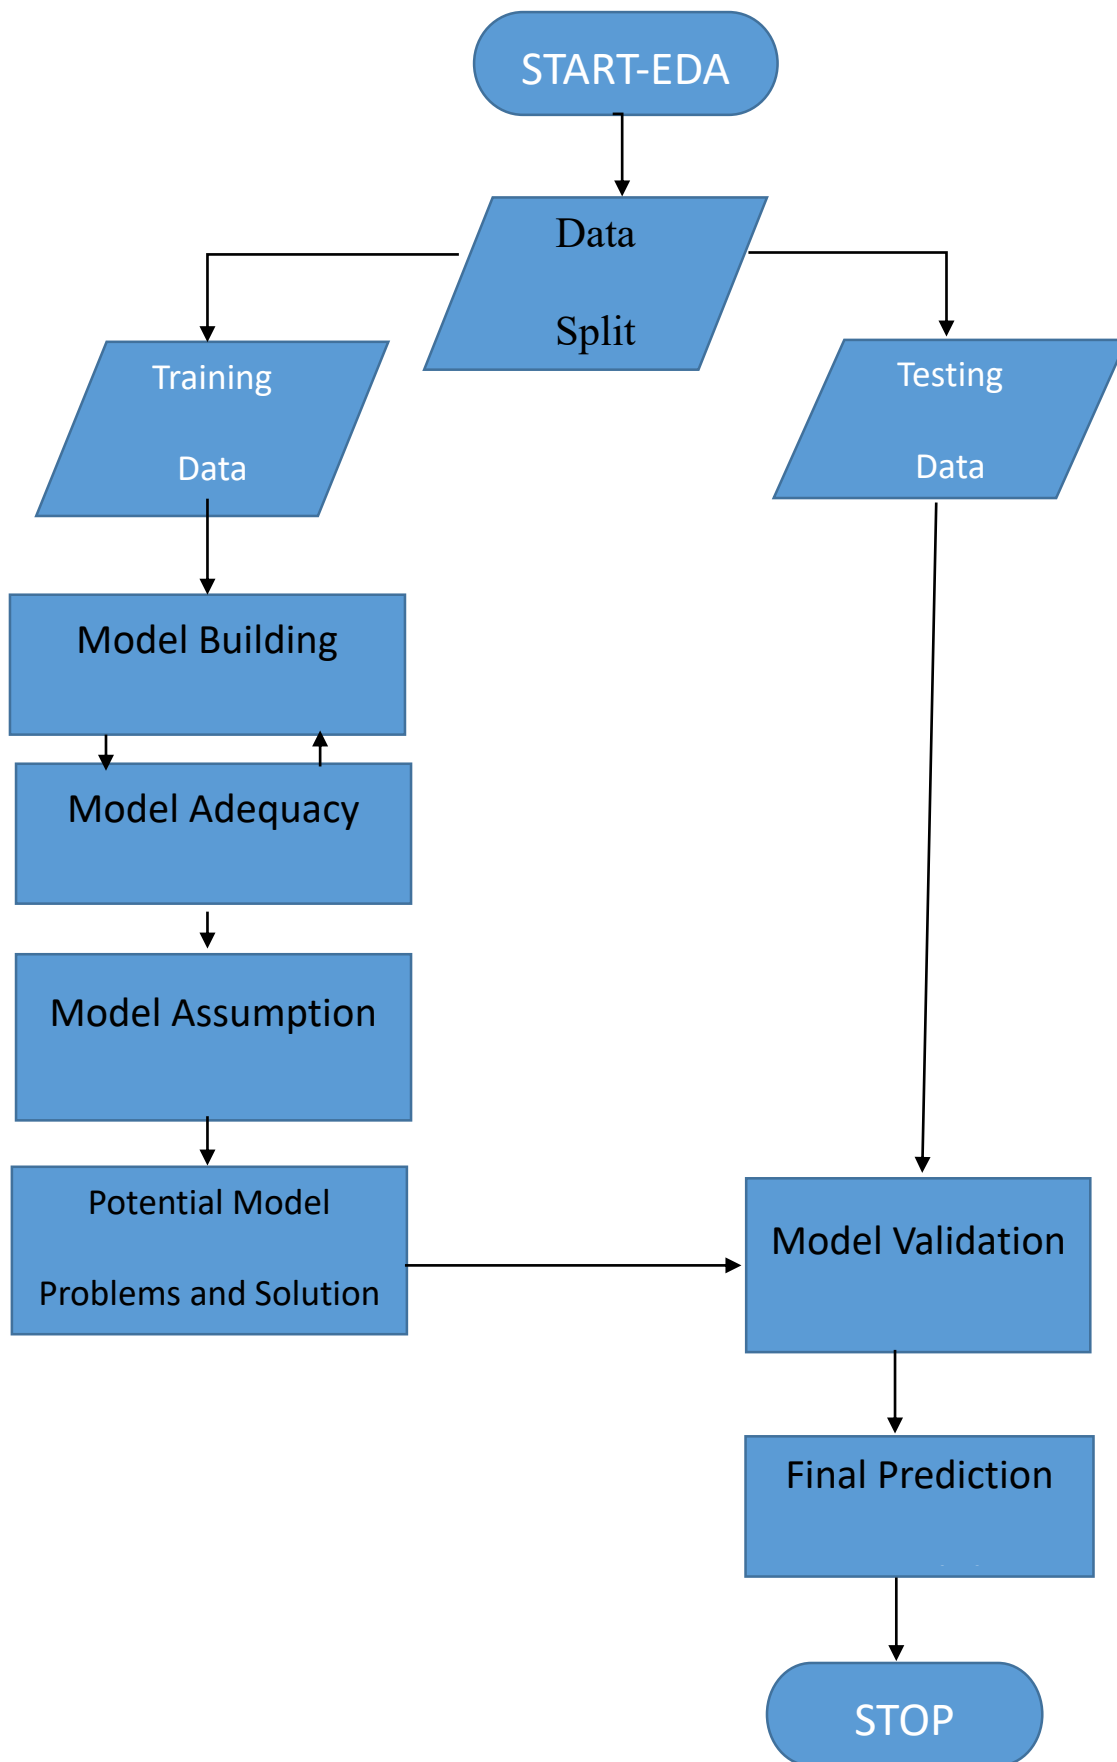 START-EDA
Data
Split
Training
Data
Testing
Data
Model Building
Model Adequacy
Model Assumption
Potential Model
Problems and Solution
Model Validation
Final Prediction
STOP